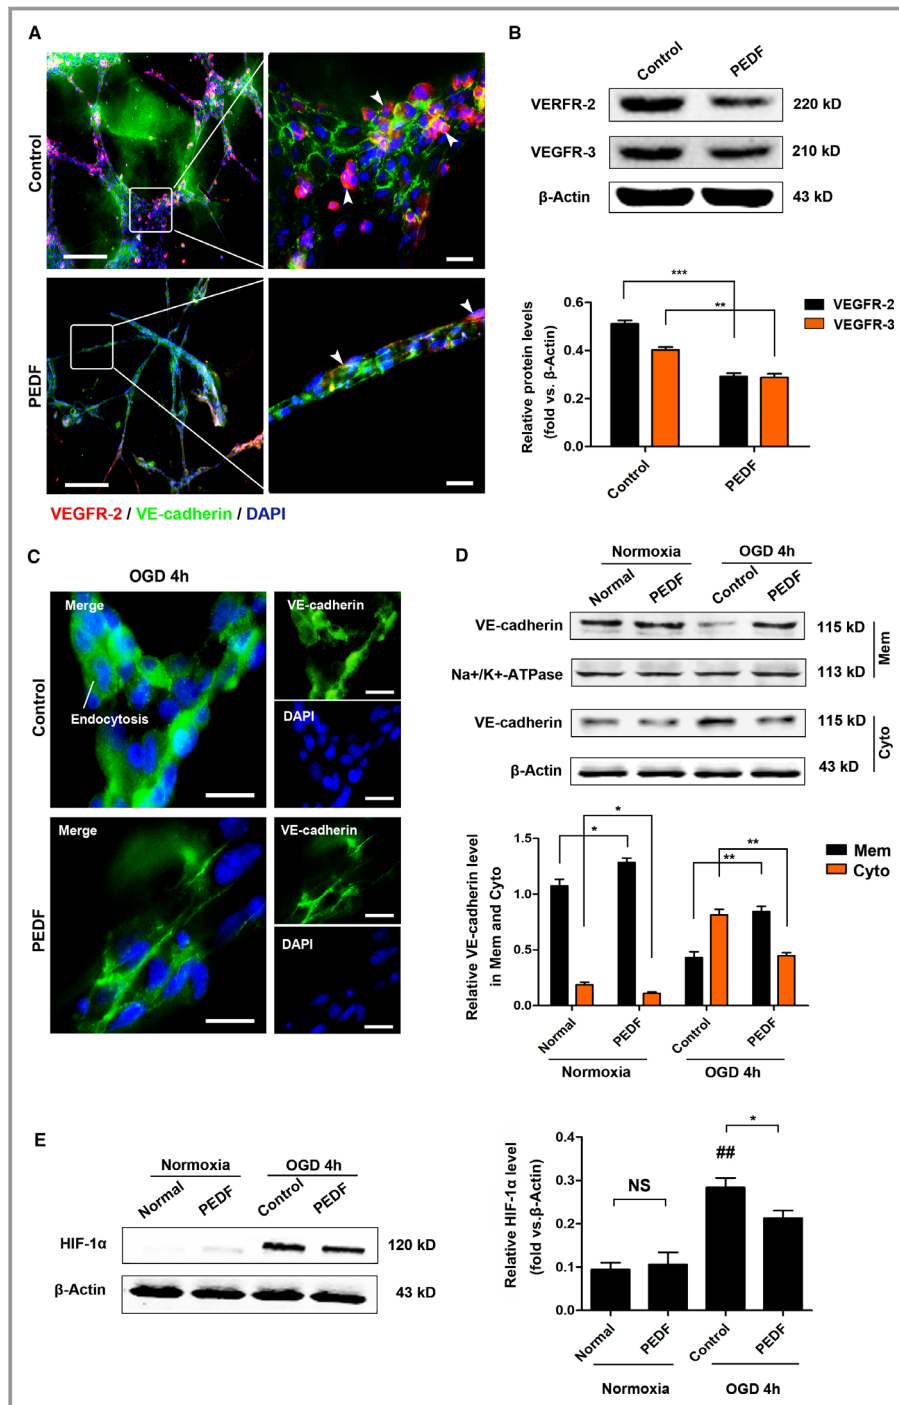 A
Control
PEDF
VEGFR-2 / VE-cadherin / DAPI
B
Control
PEDF
VERFR-2
220 kD
VEGFR-3
210 kD
β-Actin
43 kD
***
**
Relative protein levels
(fold vs. β-Actin)
0.6
0.4
0.2
0.0
Control
PEDF
VEGFR-2
VEGFR-3
C
OGD 4h
Control
Merge
Endocytosis
VE-cadherin
DAPI
PEDF
Merge
VE-cadherin
DAPI
D
Normoxia
OGD 4h
Normal
PEDF
Control
PEDF
VE-cadherin
115 kD
Na+/K+-ATPase
113 kD
Mem
VE-cadherin
115 kD
β-Actin
43 kD
Cyto
Relative VE-cadherin level
in Mem and Cyto
1.5
1.0
0.5
0.0
*
*
**
**
Mem
Cyto
Normal
PEDF
Control
PEDF
Normoxia
OGD 4h
E
Normoxia
OGD 4h
Normal
PEDF
Control
PEDF
HIF-1α
120 kD
β-Actin
43 kD
Relative HIF-1α level
(fold vs.β-Actin)
0.4
0.3
0.2
0.1
0.0
NS
##
*
Normal
PEDF
Control
PEDF
Normoxia
OGD 4h